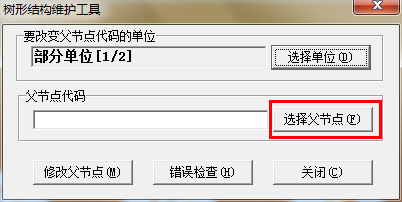 树形结构维护工具
要改变父节点代码的单位
部分单位[1/2]
选择单位(D)
父节点代码
选择父节点(F)
修改父节点(M)
错误检查(H)
关闭(C)